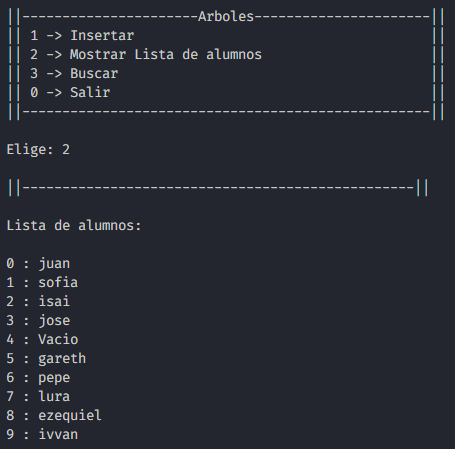 ||----------------------Arboles----------------------||
|| 1 -> Insertar                                     ||
|| 2 -> Mostrar Lista de alumnos                     ||
|| 3 -> Buscar                                       ||
|| 0 -> Salir                                        ||
||---------------------------------------------------||
Elige: 2
||-------------------------------------------------||
Lista de alumnos:
0 : juan
1 : sofia
2 : isai
3 : jose
4 : Vacio
5 : gareth
6 : pepe
7 : lura
8 : ezequiel
9 : ivvan